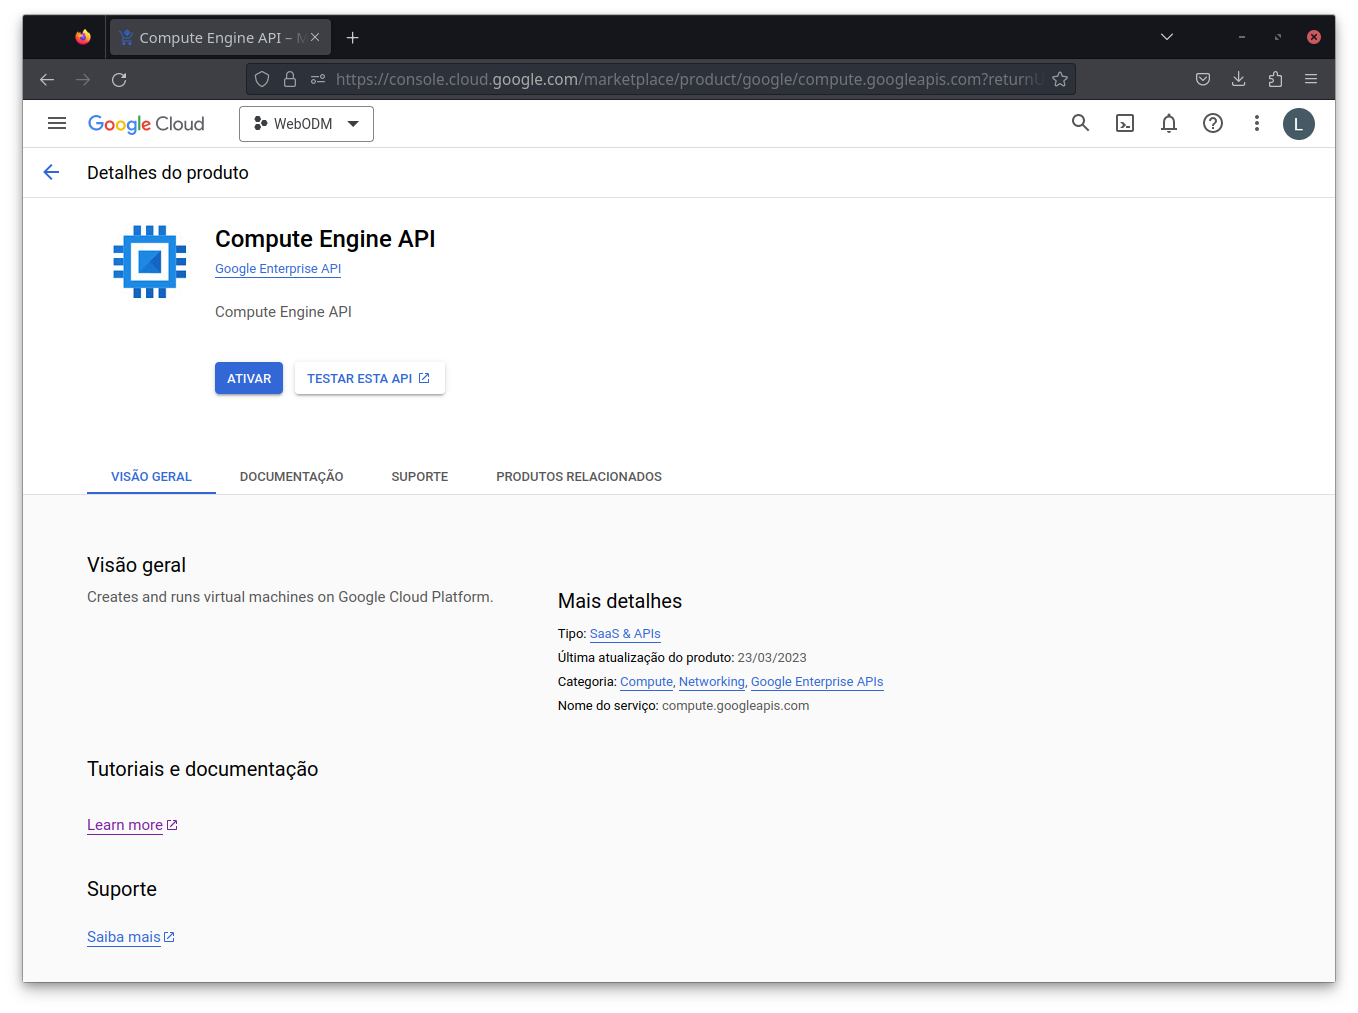 Compute Engine API – M
https://console.cloud.google.com/marketplace/product/google/compute.googleapis.com?returnU
Google Cloud
WebODM
L
Detalhes do produto
Compute Engine API
Google Enterprise API
Compute Engine API
ATIVAR
TESTAR ESTA API
VISÃO GERAL
DOCUMENTAÇÃO
SUPORTE
PRODUTOS RELACIONADOS
Visão geral
Creates and runs virtual machines on Google Cloud Platform.
Mais detalhes
Tipo: SaaS & APIs
Última atualização do produto: 23/03/2023
Categoria: Compute, Networking, Google Enterprise APIs
Nome do serviço: compute.googleapis.com
Tutoriais e documentação
Learn more
Suporte
Saiba mais